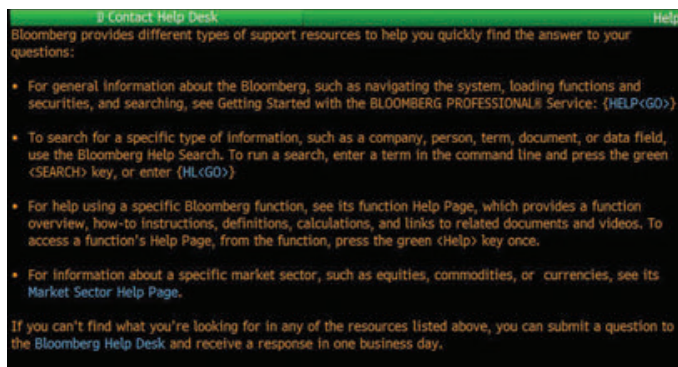 Contact Help Desk
Help
Bloomberg provides different types of support resources to help you quickly find the answer to your
questions:
• For general information about the Bloomberg, such as navigating the system, loading functions and
securities, and searching, see Getting Started with the BLOOMBERG PROFESSIONAL® Service: {HELP<GO>}
• To search for a specific type of information, such as a company, person, term, document, or data field,
use the Bloomberg Help Search. To run a search, enter a term in the command line and press the green
<SEARCH> key, or enter {HL<GO>}
• For help using a specific Bloomberg function, see its function Help Page, which provides a function
overview, how-to instructions, definitions, calculations, and links to related documents and videos. To
access a function's Help Page, from the function, press the green <Help> key once.
• For information about a specific market sector, such as equities, commodities, or currencies, see its
Market Sector Help Page.
If you can't find what you're looking for in any of the resources listed above, you can submit a question to
the Bloomberg Help Desk and receive a response in one business day.